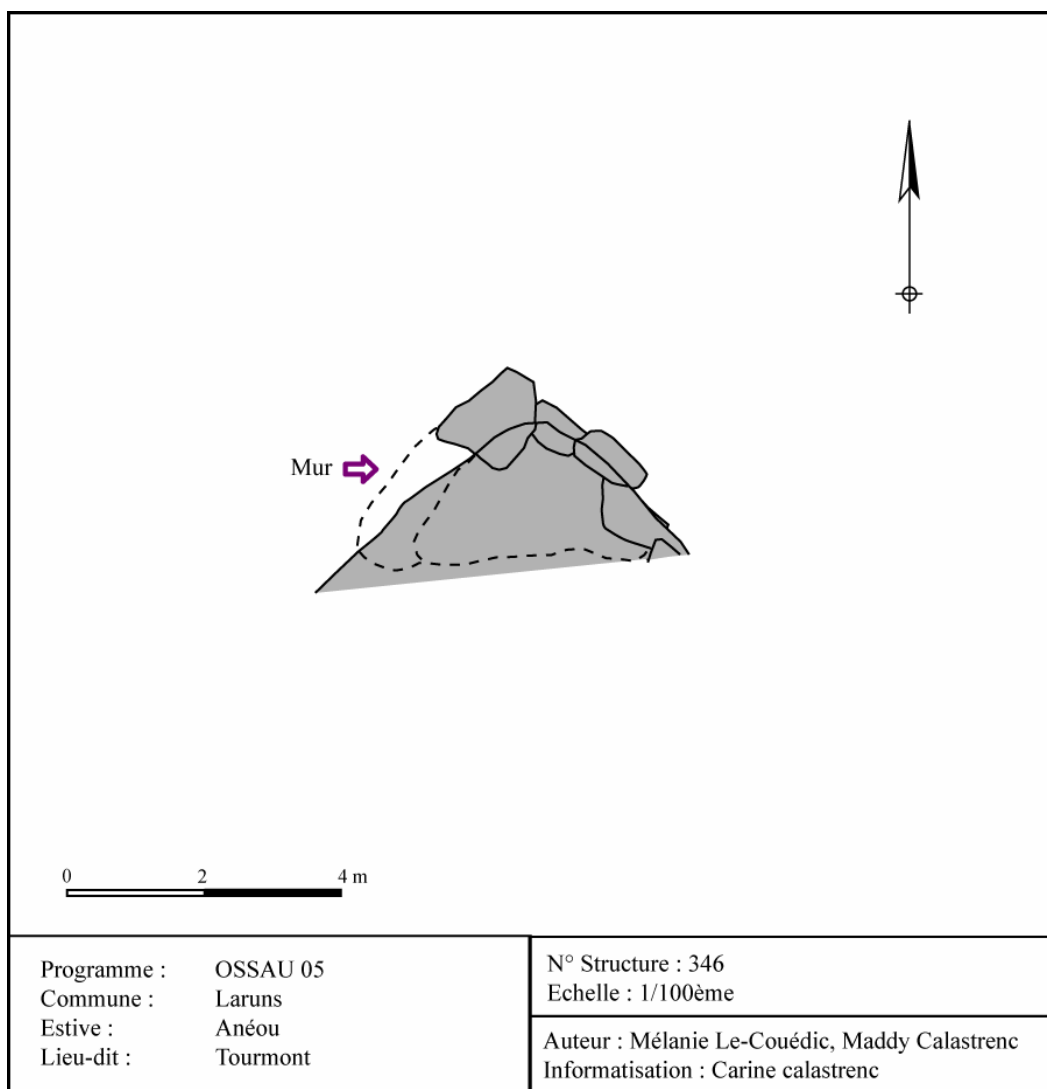 Mur
0 2 4 m
Programme : OSSAU 05
Commune : Laruns
Estive : Anéou
Lieu-dit : Tourmont
N° Structure : 346
Echelle : 1/100ème
Auteur : Mélanie Le-Couédic, Maddy Calastrenc
Informatisation : Carine calastrenc